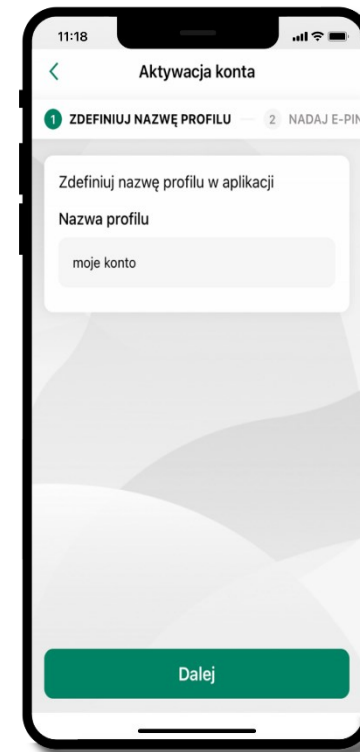 11:18
Aktywacja konta
1 ZDEFINIUJ NAZWĘ PROFILU 2 NADAJ E-PIN
Zdefiniuj nazwę profilu w aplikacji
Nazwa profilu
moje konto
Dalej